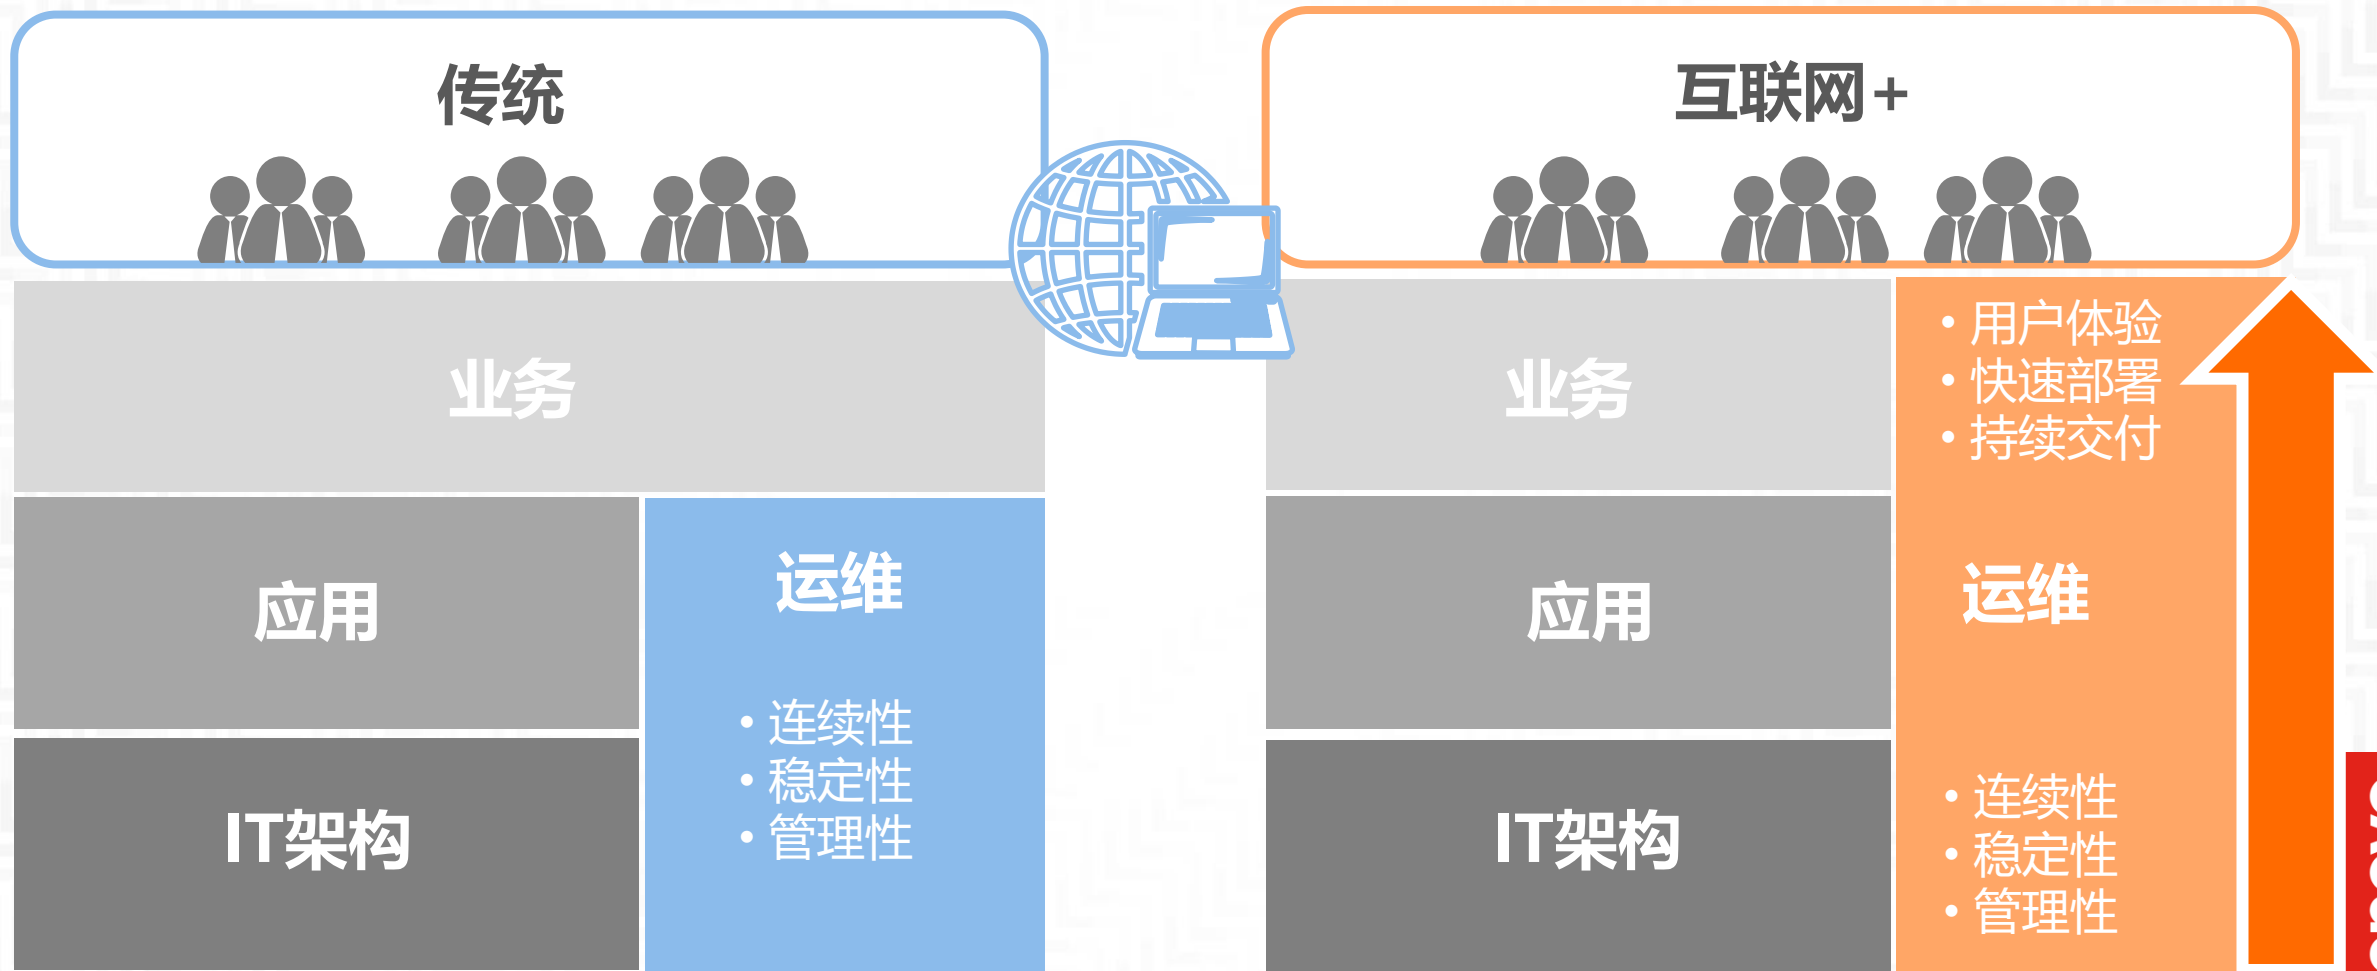 传统
业务
应用
运维
• 连续性
• 稳定性
• 管理性
IT架构
互联网+
业务
• 用户体验
• 快速部署
• 持续交付
应用
运维
IT架构
• 连续性
• 稳定性
• 管理性